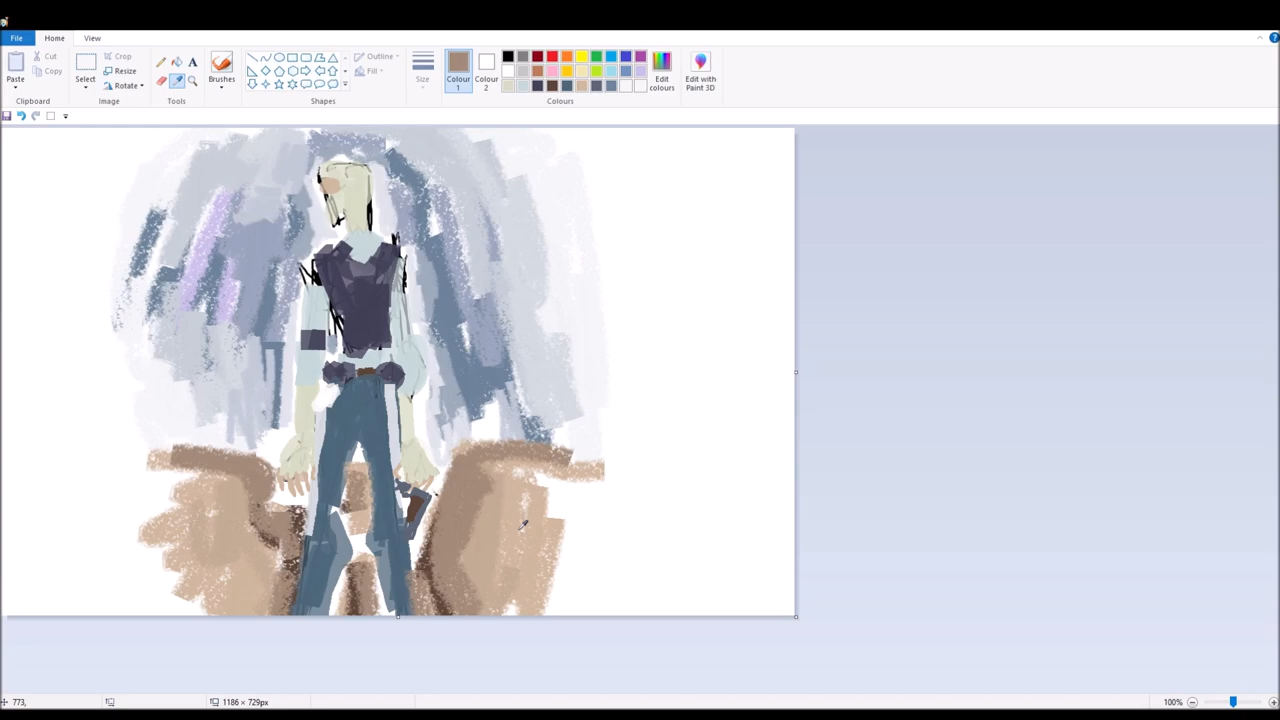 File Home View
Cut
Copy
Paste
Clipboard
Select
Crop
Resize
Rotate
Image
A
Tools
Brushes
Outline
Fill
Shapes
Size
Colour
1
Colour
2
Edit
colours
Edit with
Paint 3D
Colours
773,
1186 × 729px
100%